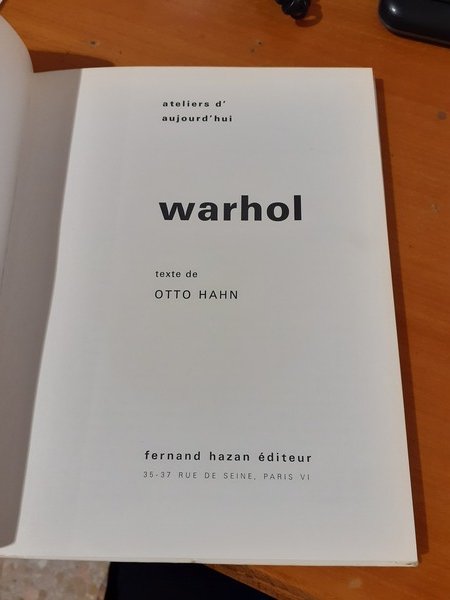 ateliers d'
aujourd'hui
warhol
texte de
OTTO HAHN
fernand hazan éditeur
35-37 RUE DE SEINE, PARIS VI